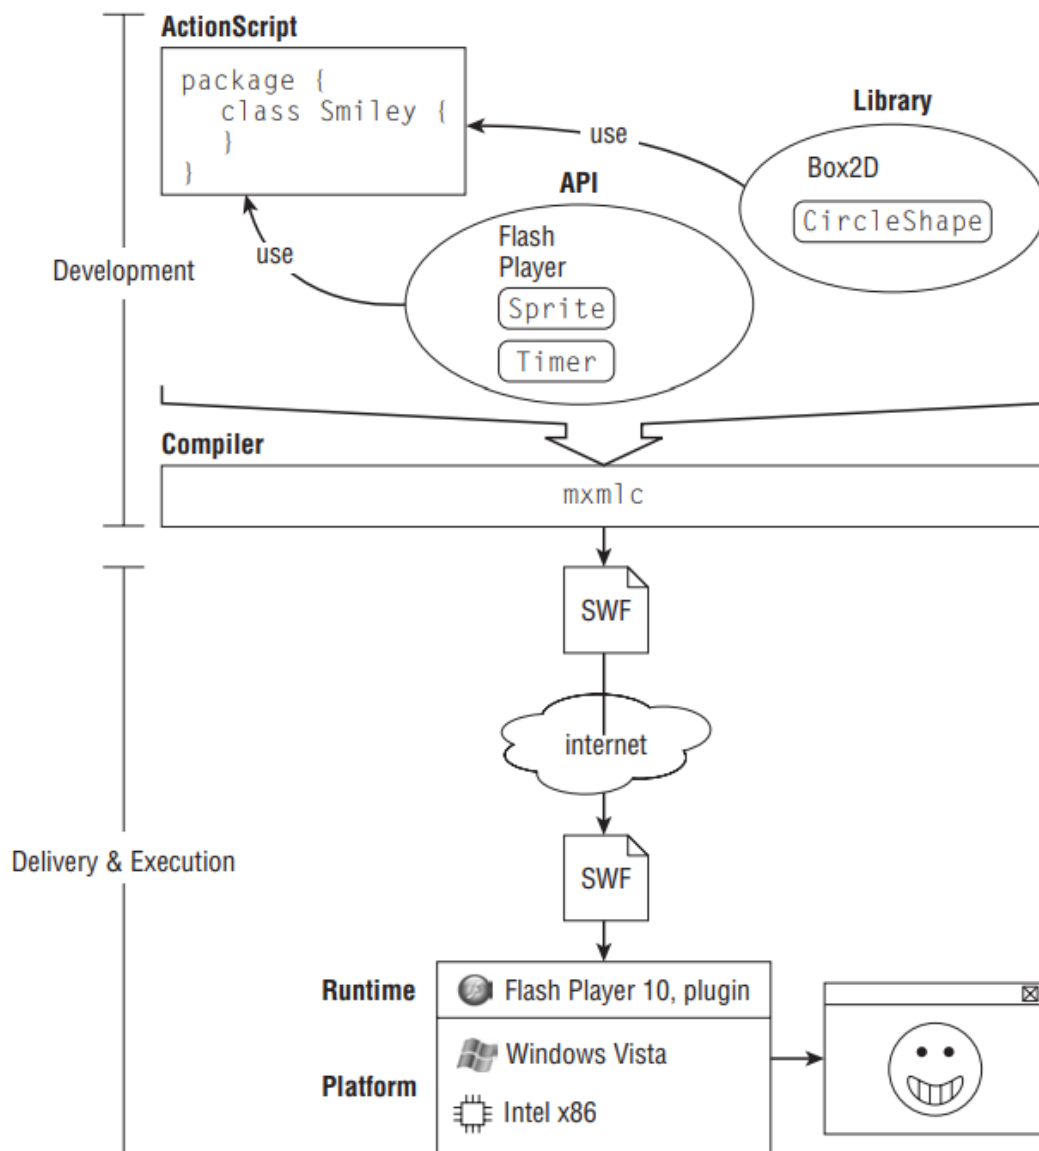 ActionScript
package {
class Smiley {
}
}
use
Library
Box2D
CircleShape
API
use
Flash
Player
Sprite
Timer
Development
Compiler
mxmlc
SWF
internet
Delivery & Execution
SWF
Runtime
Flash Player 10, plugin
Windows Vista
Platform
Intel x86